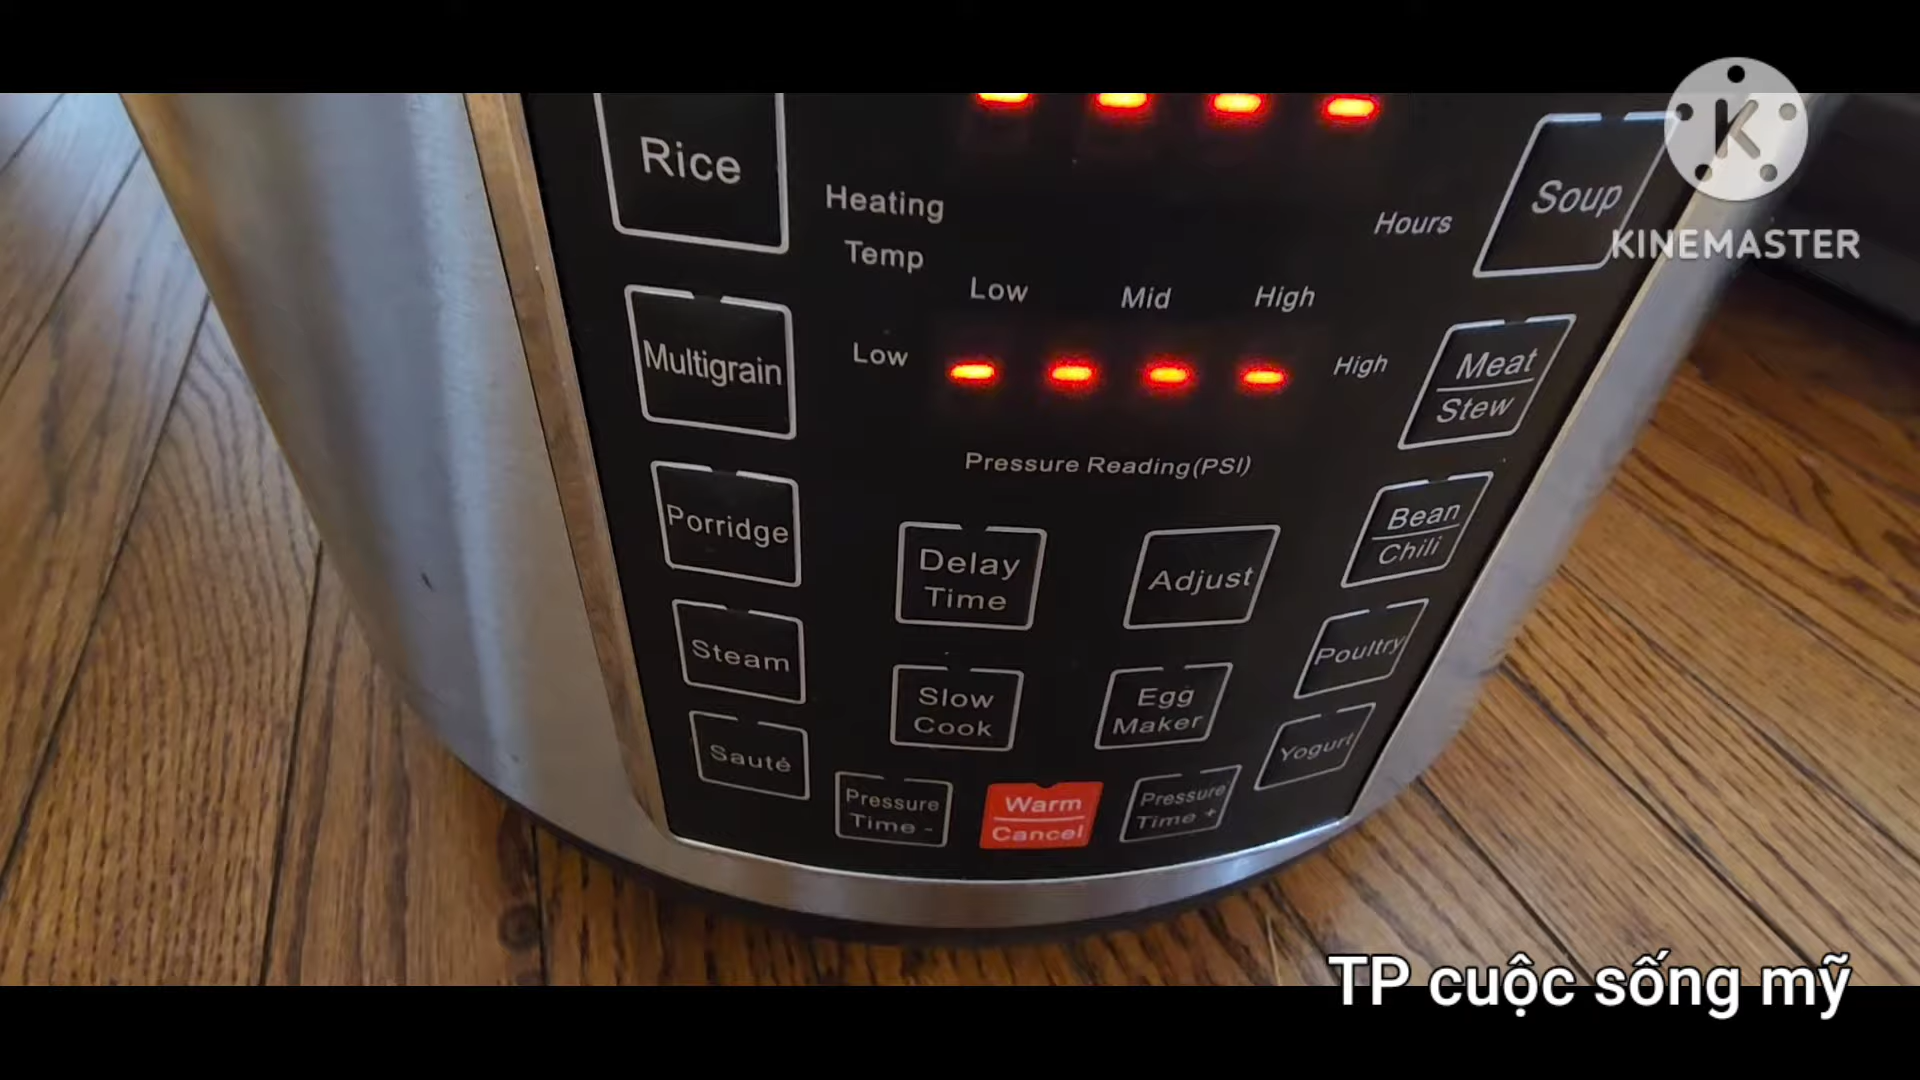 Rice
Heating
Temp
Hours
Soup
KINEMASTER
Low Mid High
Multigrain
Low
High
Meat
Stew
Pressure Reading(PSI)
Porridge
Delay
Time
Adjust
Bean
Chili
Steam
Slow
Cook
Egg
Maker
Poultry
Sauté
Yogurt
Pressure
Time -
Warm
Cancel
Pressure
Time +
TP cuộc sống mỹ